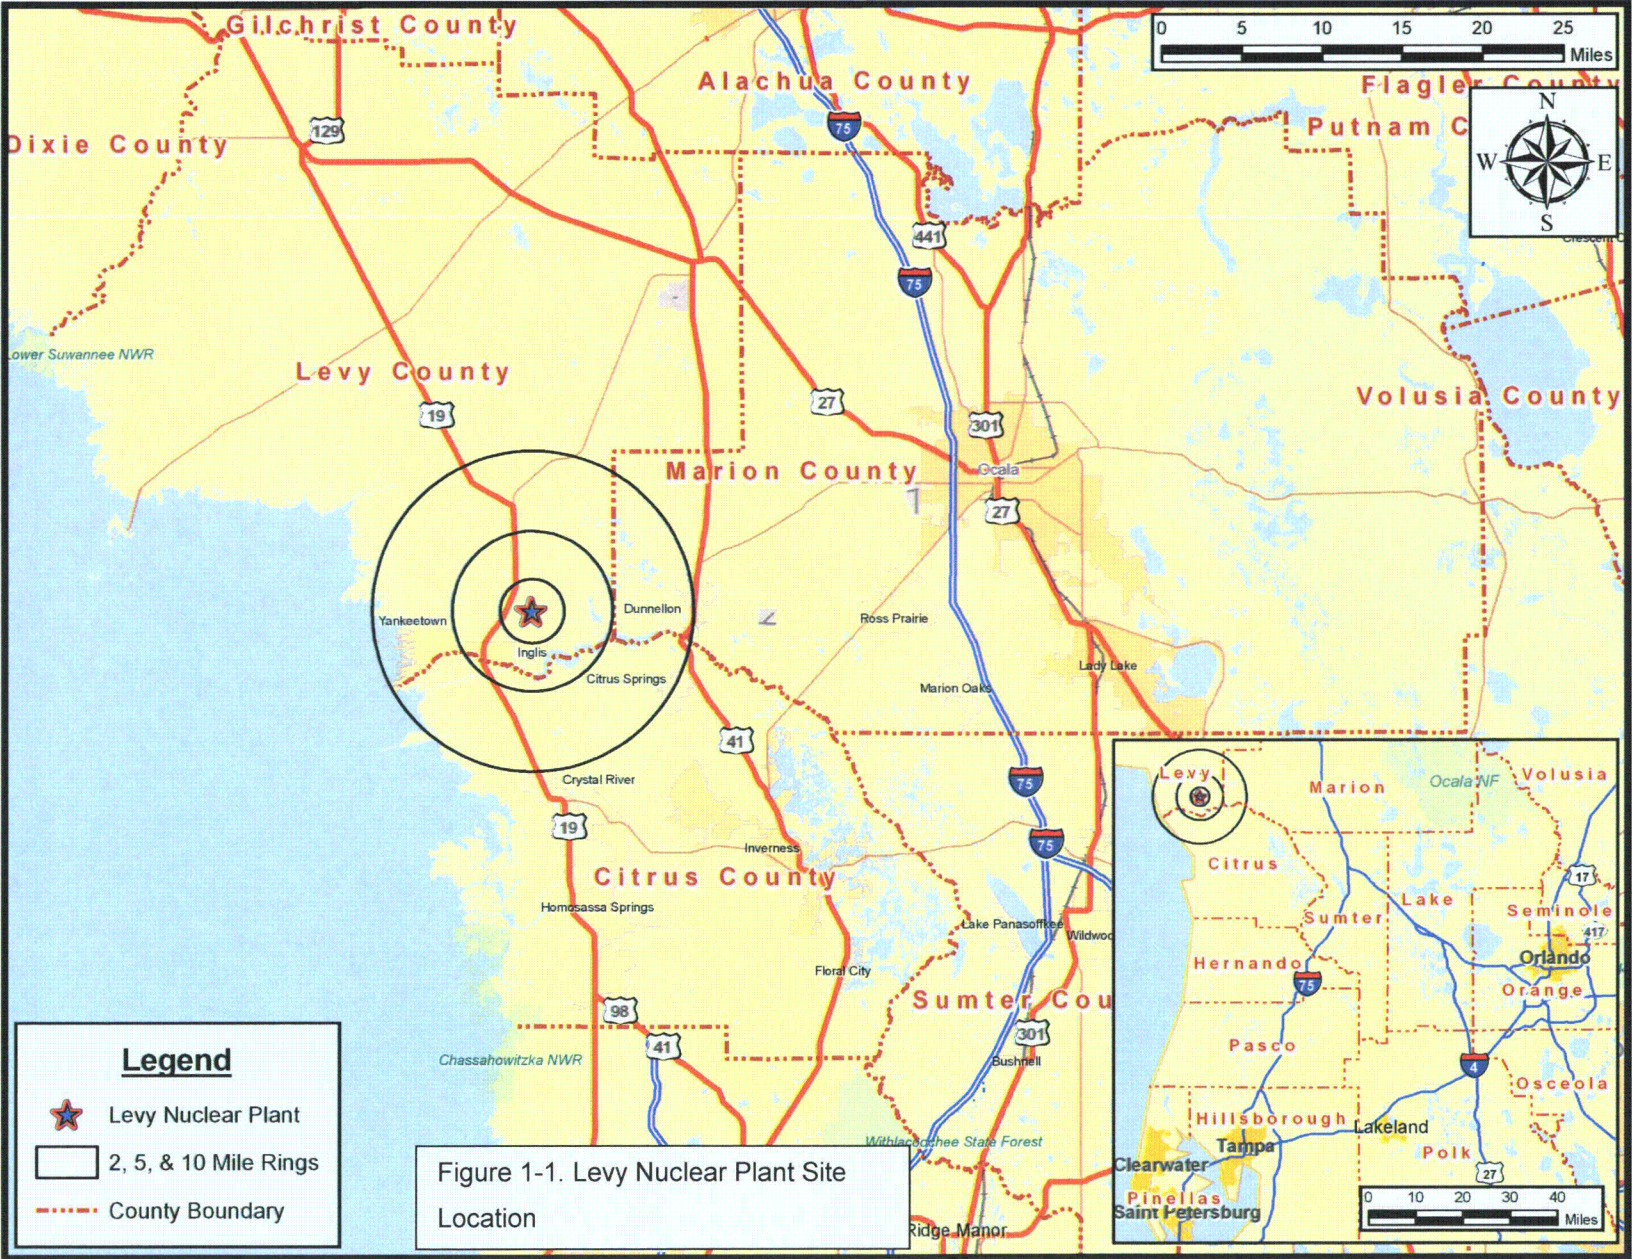 Gilchrist County
0 5 10 15 20 25
Miles
Alachua County
Flagler County
N
129
75
Putnam C
Dixie County
W E
S
441
75
Lower Suwannee NWR
Levy County
Volusia County
27
19
301
Marion County
Ocala
27
Dunnellon
Yankeetown
Ross Prairie
Inglis
Lady Lake
Citrus Springs
Marion Oaks
41
Crystal River
75
19
75
Inverness
Citrus County
Homosassa Springs
Lake Panasoffkee
Wildwoo
Floral City
Sumter Cou
98
301
41
Chassahowitzka NWR
Bushnell
Withlacoochee State Forest
Ridge Manor
Levy
Marion
Ocala NF
Volusia
Citrus
17
Lake
Seminole
Sumter
417
Orlando
Hernando
75
Orange
Pasco
4
Osceola
Hillsborough
Lakeland
Tampa
Polk
Clearwater
27
Pinellas
Saint Petersburg
0 10 20 30 40
Miles
Legend
Levy Nuclear Plant
2, 5, & 10 Mile Rings
County Boundary
Figure 1-1. Levy Nuclear Plant Site
Location